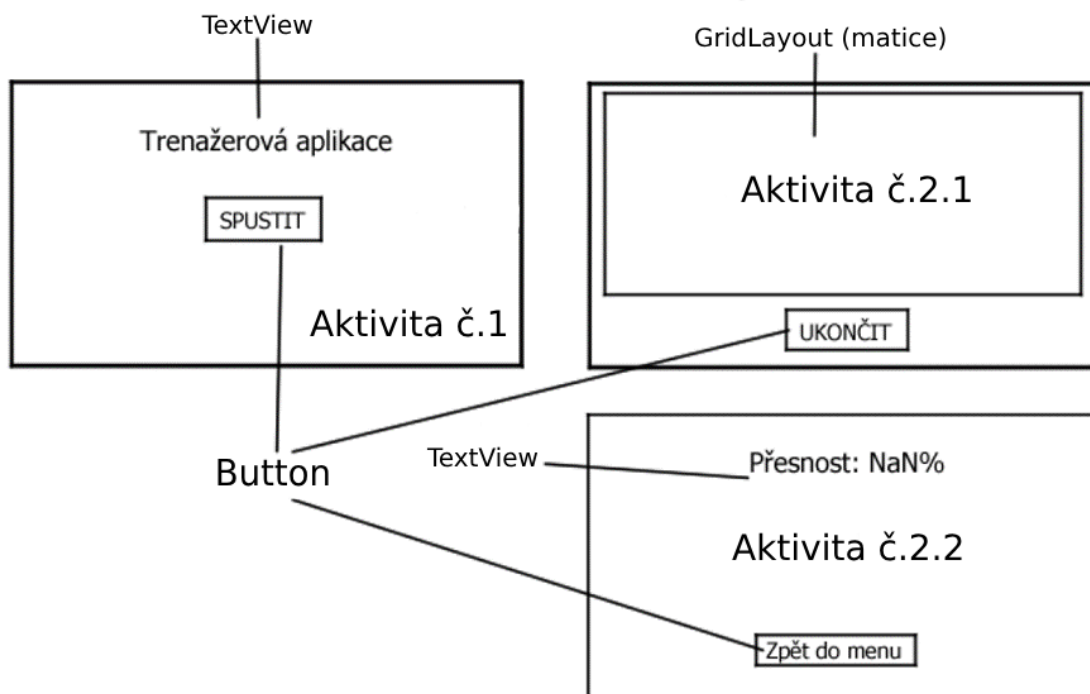 TextView
GridLayout (matice)
Trenažerová aplikace
SPUSTIT
Aktivita č.1
Aktivita č.2.1
UKONČIT
Button
TextView
Přesnost: NaN%
Aktivita č.2.2
Zpět do menu